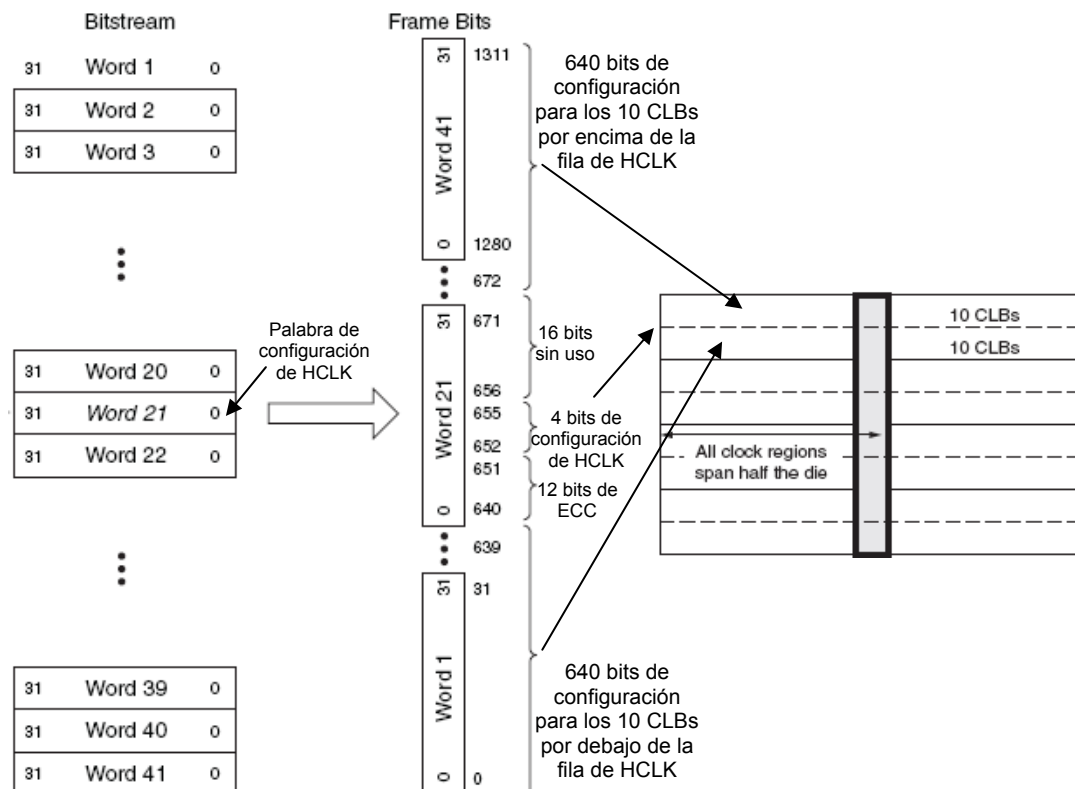 Bitstream
31 Word 1 0
31 Word 2 0
31 Word 3 0
31 Word 20 0
31 Word 21 0
31 Word 22 0
31 Word 39 0
31 Word 40 0
31 Word 41 0
Palabra de
configuración
de HCLK
Frame Bits
31 1311
Word 41
0 1280
672
31 671
Word 21
656
655
652
651
0 640
639
31 31
Word 1
0 0
640 bits de
configuración
para los 10 CLBs
por encima de la
fila de HCLK
16 bits
sin uso
4 bits de
configuración
de HCLK
12 bits de
ECC
640 bits de
configuración
para los 10 CLBs
por debajo de la
fila de HCLK
10 CLBs
10 CLBs
All clock regions
span half the die